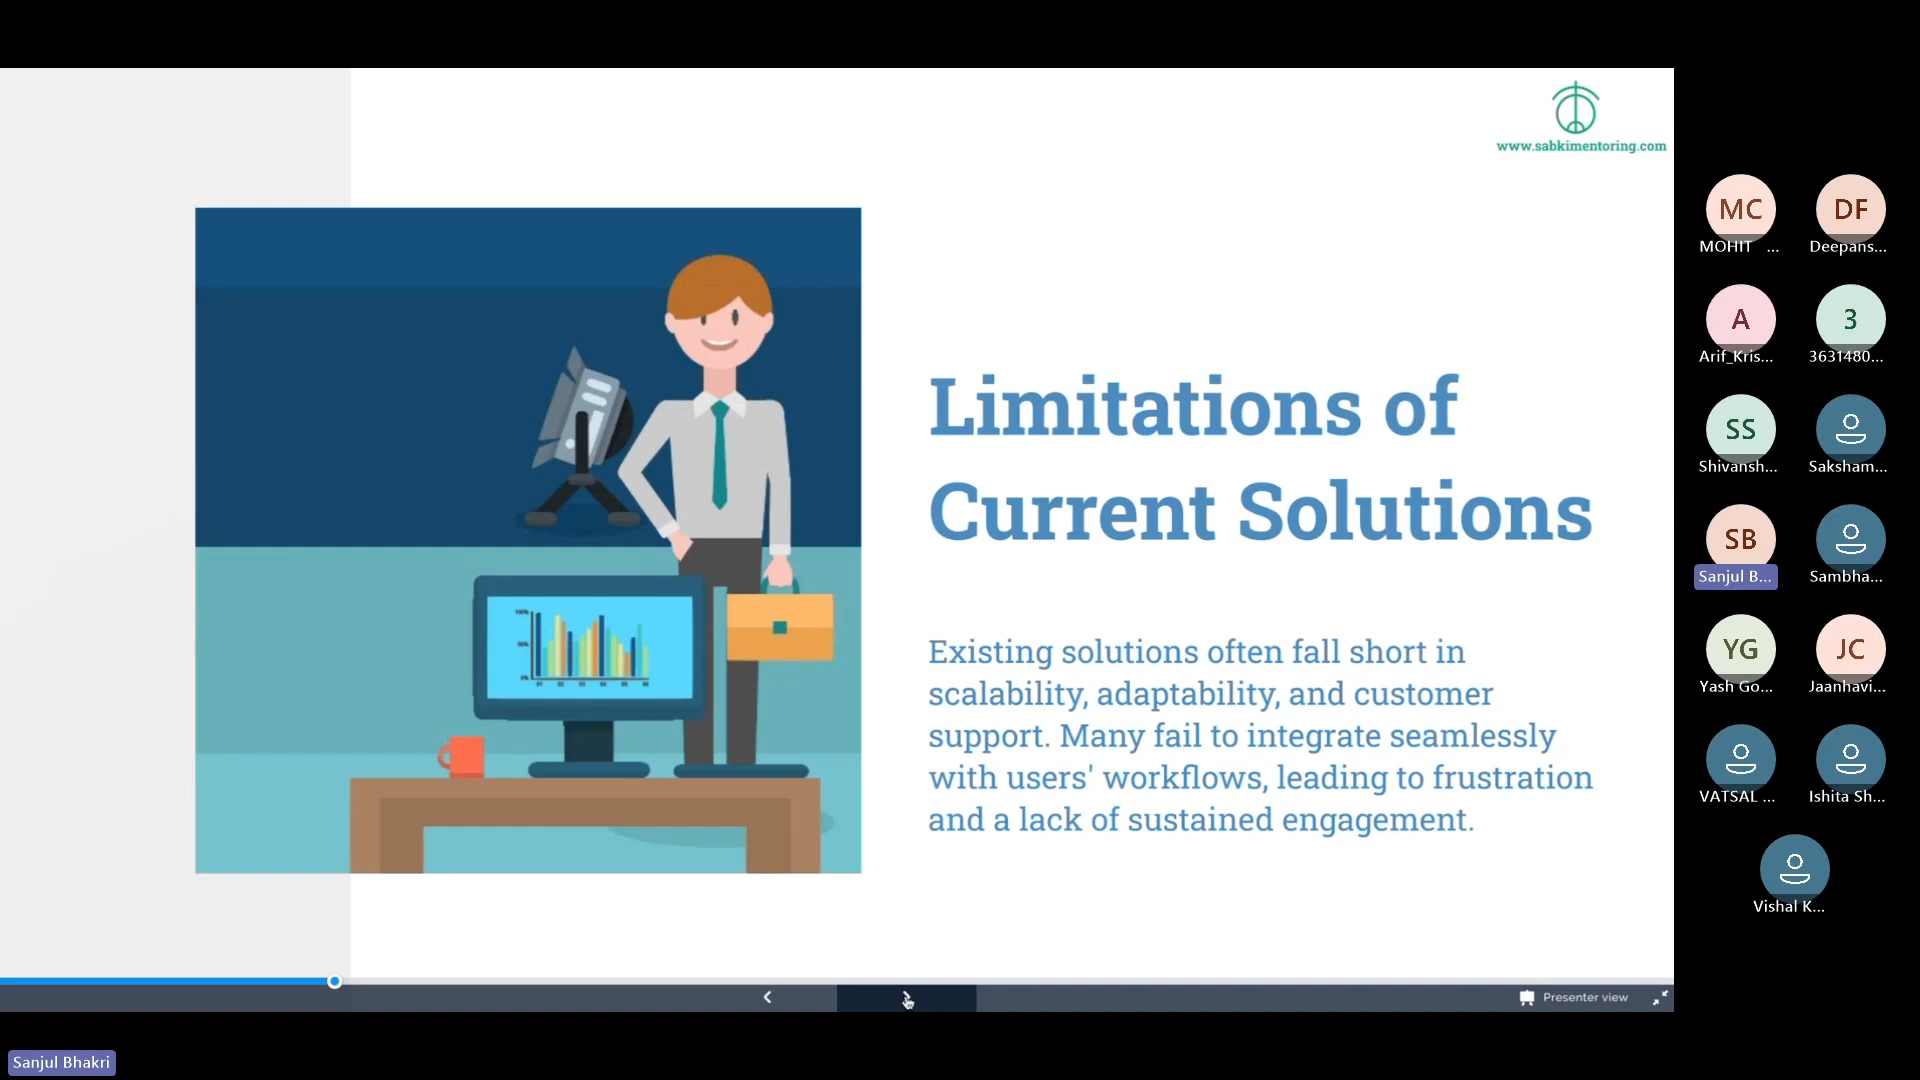 www.sabkimentoring.com
Limitations of
Current Solutions
Existing solutions often fall short in
scalability, adaptability, and customer
support. Many fail to integrate seamlessly
with users' workflows, leading to frustration
and a lack of sustained engagement.
100%
50%
0%
MC
MOHIT ...
DF
Deepans...
A
Arif_Kris...
3
3631480...
SS
Shivansh...
Saksham...
SB
Sanjul B...
Sambha...
YG
Yash Go...
JC
Jaanhavi...
VATSAL ...
Ishita Sh...
Vishal K...
Presenter view
Sanjul Bhakri